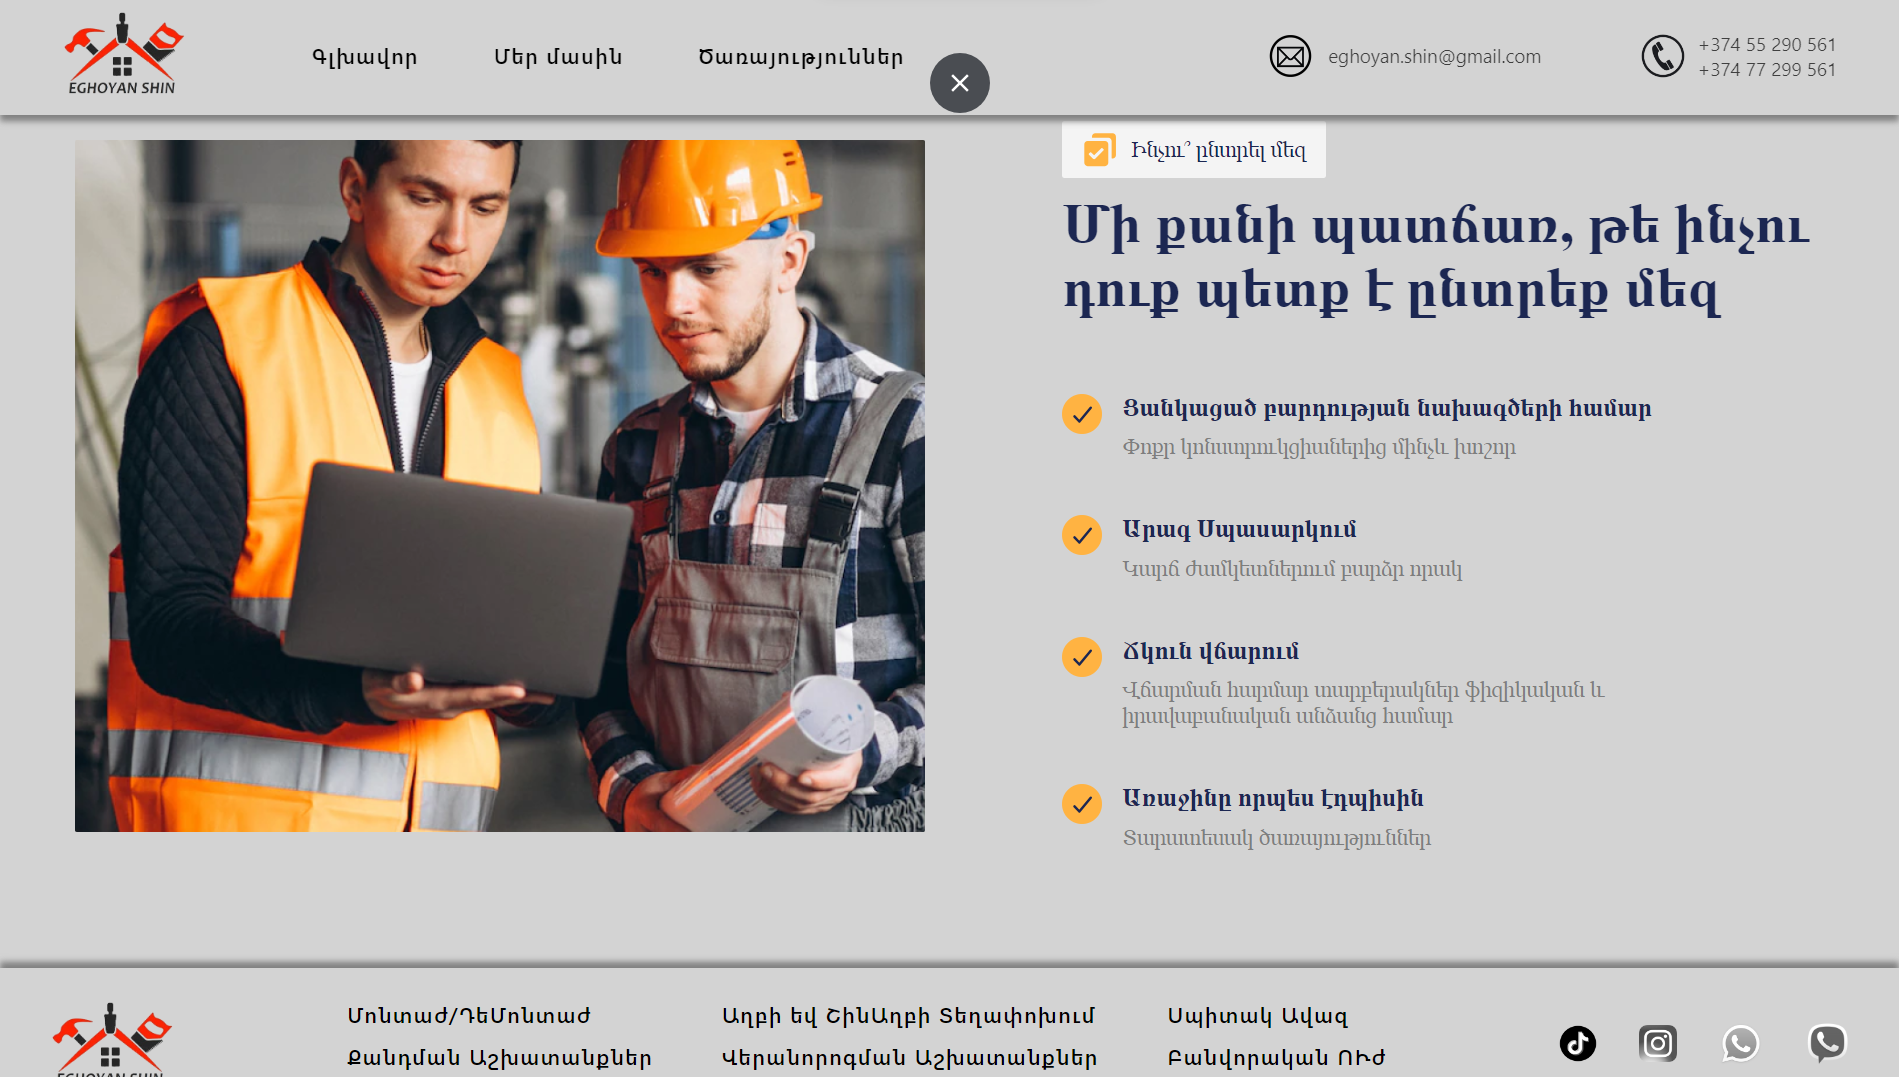 EGHOYAN SHIN
Գլխավոր
Մեր մասին
Ծառայություններ
eghoyan.shin@gmail.com
+374 55 290 561
+374 77 299 561
Ինչու՞ ընտրել մեզ
Մի քանի պատճառ, թե ինչու
դուք պետք է ընտրեք մեզ
Ցանկացած բարդության նախագծերի համար
Փոքր կոնստրուկցիաներից մինչև խոշոր
Արագ Սպասարկում
Կարճ ժամկետներում բարձր որակ
Ճկուն վճարում
Վճարման հարմար տարբերակներ ֆիզիկական և
իրավաբանական անձանց համար
Առաջինը որպես էդպիսին
Տարատեսակ ծառայություններ
Մոնտաժ/ԴեՄոնտաժ
Աղբի եվ ՇինԱղբի Տեղափոխում
Սպիտակ Ավազ
Քանդման Աշխատանքներ
Վերանորոգման Աշխատանքներ
Բանվորական ՈՒժ
EGHOYAN SHIN